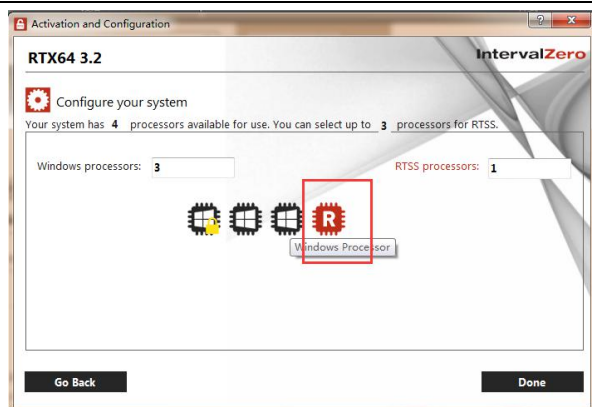 Activation and Configuration
RTX64 3.2
IntervalZero
Configure your system
Your system has 4 processors available for use. You can select up to 3 processors for RTSS.
Windows processors: 3
RTSS processors: 1
R
Windows Processor
Go Back
Done